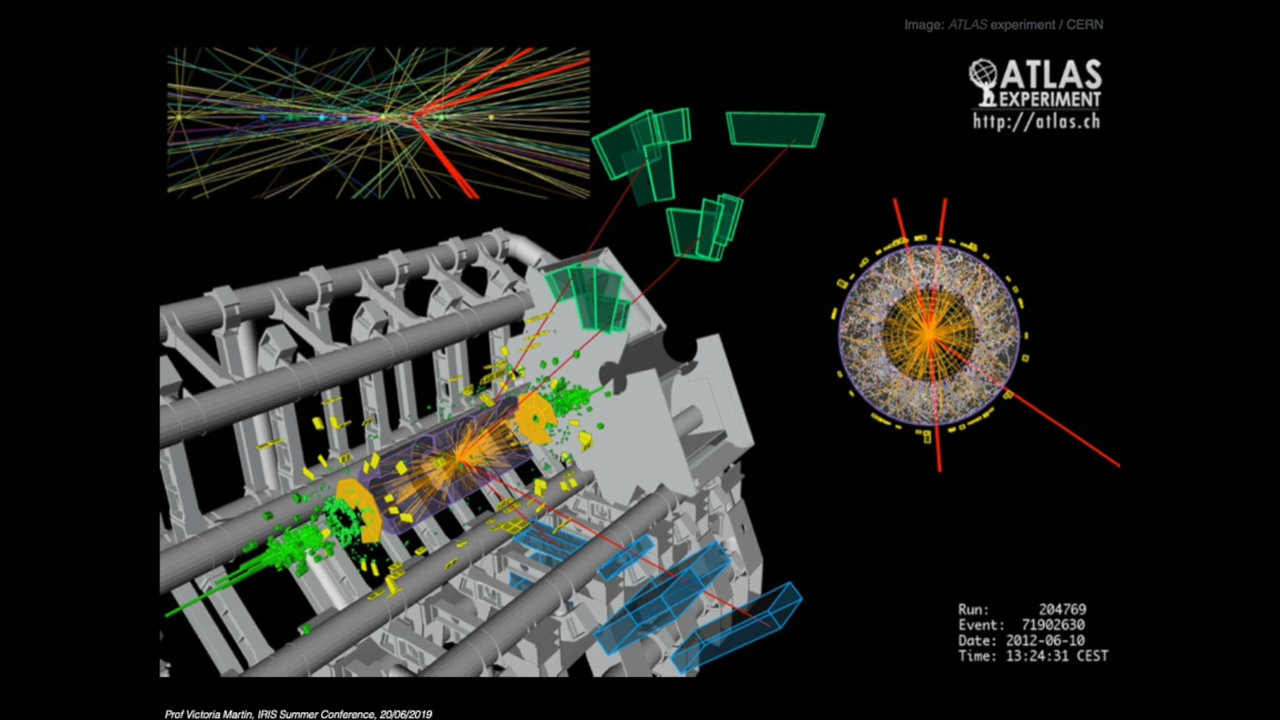 Image: ATLAS experiment / CERN
ATLAS
EXPERIMENT
http://atlas.ch
Run: 204769
Event: 71902630
Date: 2012-06-10
Time: 13:24:31 CEST
Prof Victoria Martin, IRIS Summer Conference, 20/06/2019